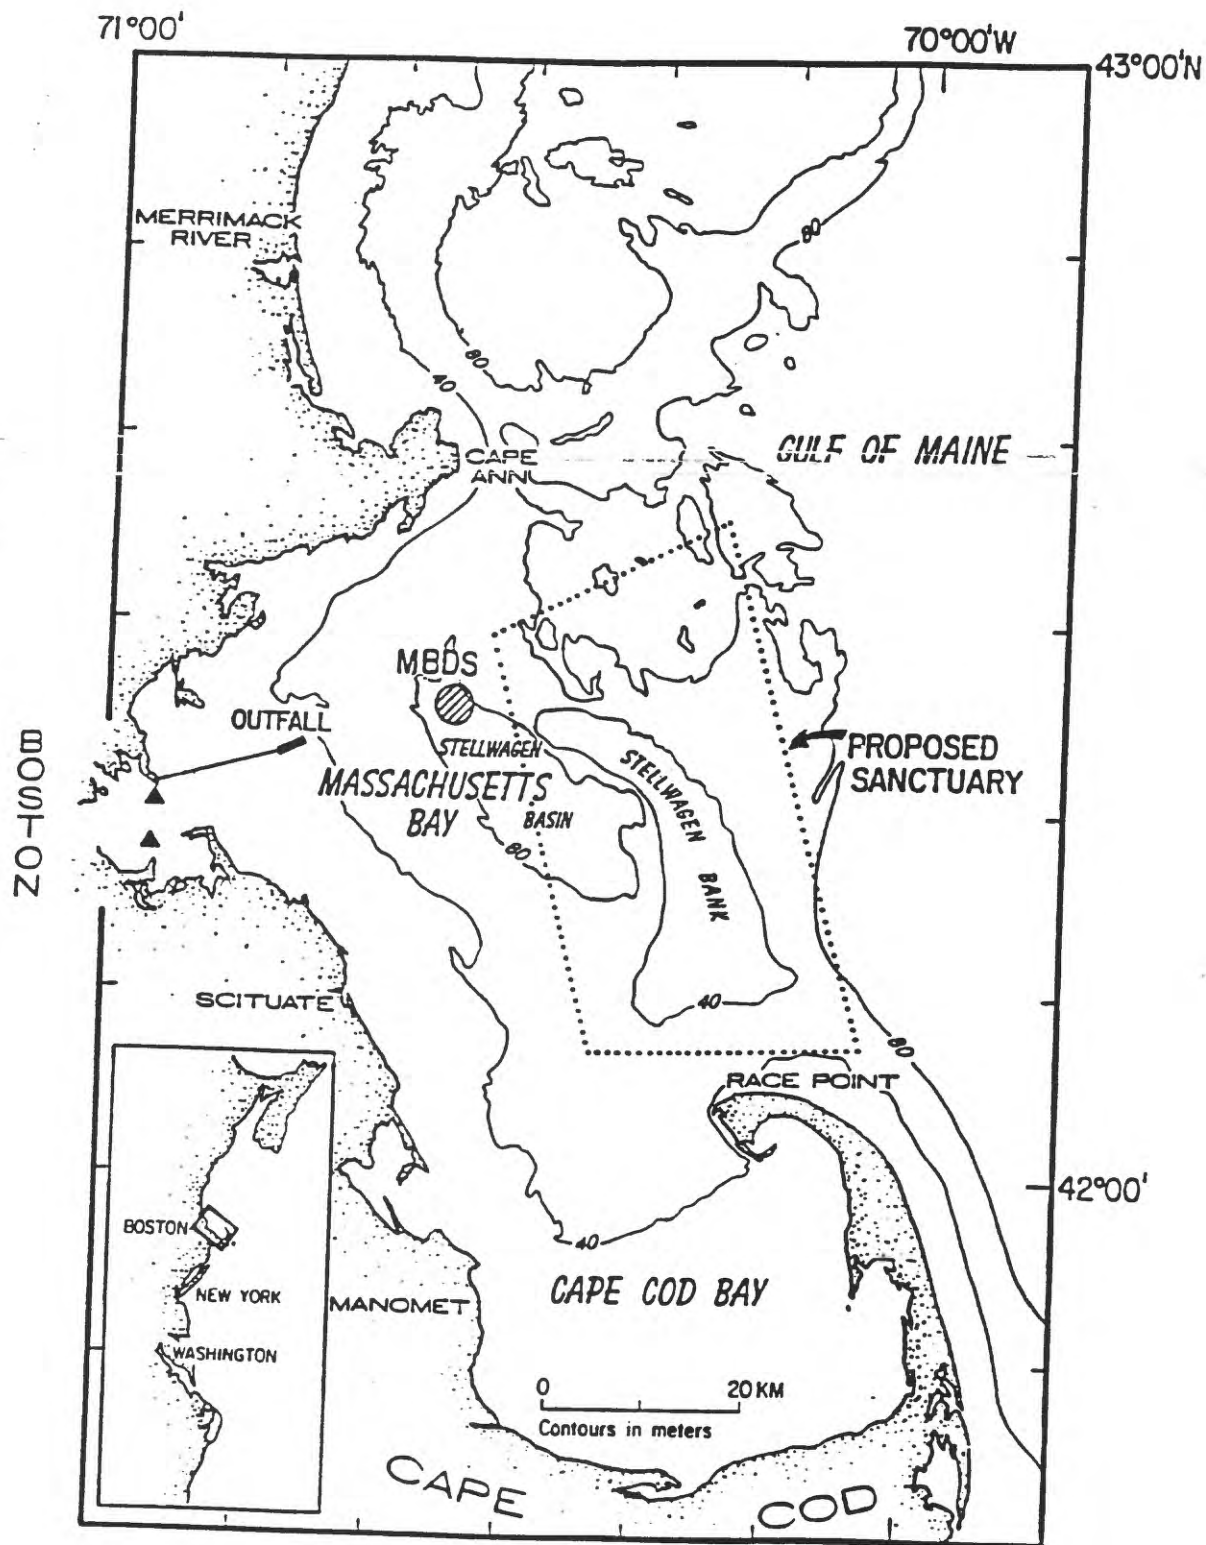 71°00'
70°00'W
43°00'N
MERRIMACK
RIVER
80
80
40
GULF OF MAINE
CAPE
ANN
MBDS
OUTFALL
STELLWAGEN
BASIN
MASSACHUSETTS
BAY
80
STELLWAGEN BANK
PROPOSED
SANCTUARY
BOSTON
SCITUATE
40
80
RACE POINT
42°00'
40
BOSTON
NEW YORK
WASHINGTON
MANOMET
CAPE COD BAY
0 20 KM
Contours in meters
CAPE COD